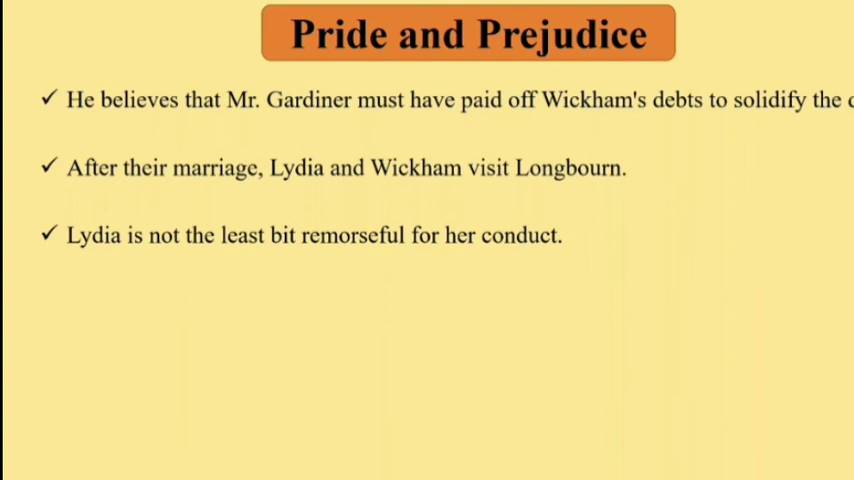 Pride and Prejudice
✓ He believes that Mr. Gardiner must have paid off Wickham's debts to solidify the
✓ After their marriage, Lydia and Wickham visit Longbourn.
✓ Lydia is not the least bit remorseful for her conduct.